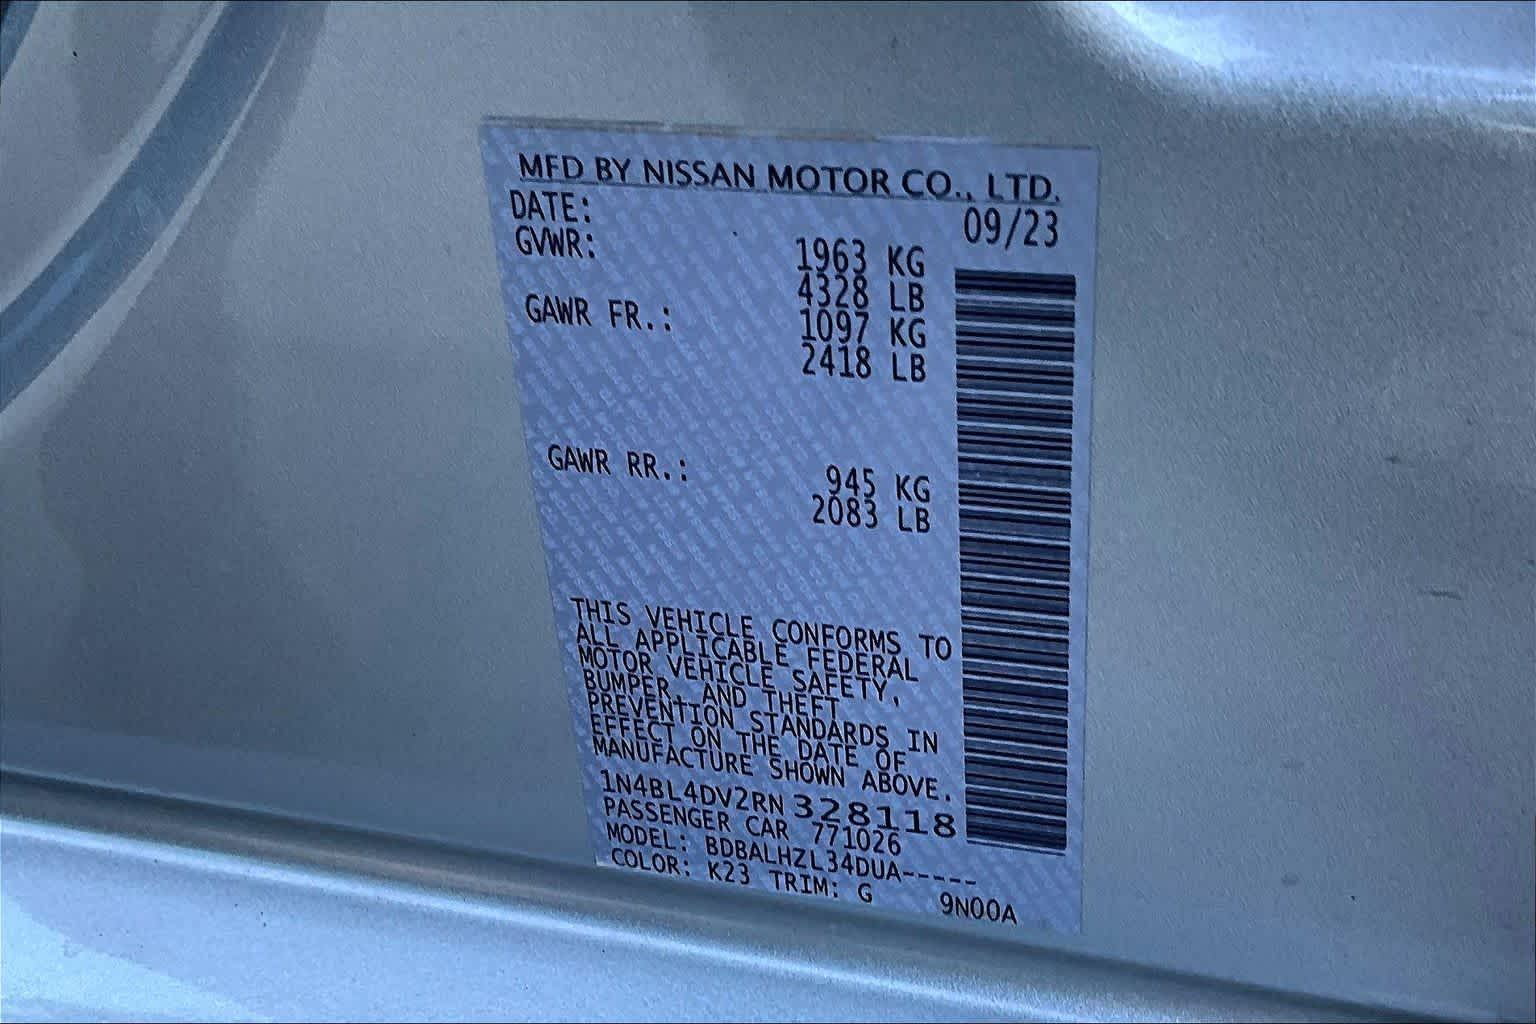 MFD BY NISSAN MOTOR CO., LTD.
DATE: 09/23
GVWR: 1963 KG
4328 LB
GAWR FR.: 1097 KG
2418 LB
GAWR RR.: 945 KG
2083 LB
THIS VEHICLE CONFORMS TO
ALL APPLICABLE FEDERAL
MOTOR VEHICLE SAFETY,
BUMPER, AND THEFT
PREVENTION STANDARDS IN
EFFECT ON THE DATE OF
MANUFACTURE SHOWN ABOVE.
1N4BL4DV2RN328118
PASSENGER CAR 771026
MODEL: BDBALHZL34DUA-----
COLOR: K23 TRIM: G 9N00A